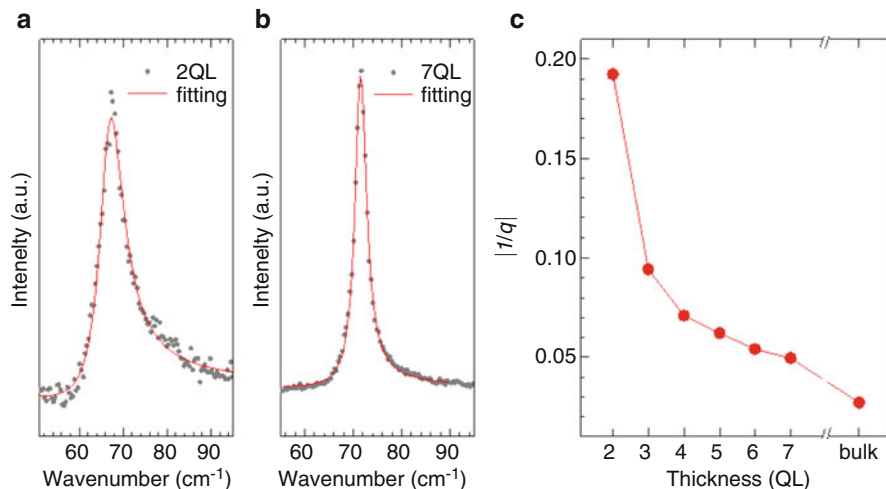 a
2QL
fitting
Intenelty (a.u.)
60 70 80 90
Wavenumber (cm-1)
b
7QL
fitting
Intenelty (a.u.)
60 70 80 90
Wavenumber (cm-1)
c
0.20
0.15
0.10
0.05
|1/q|
2 3 4 5 6 7 // bulk
Thickness (QL)